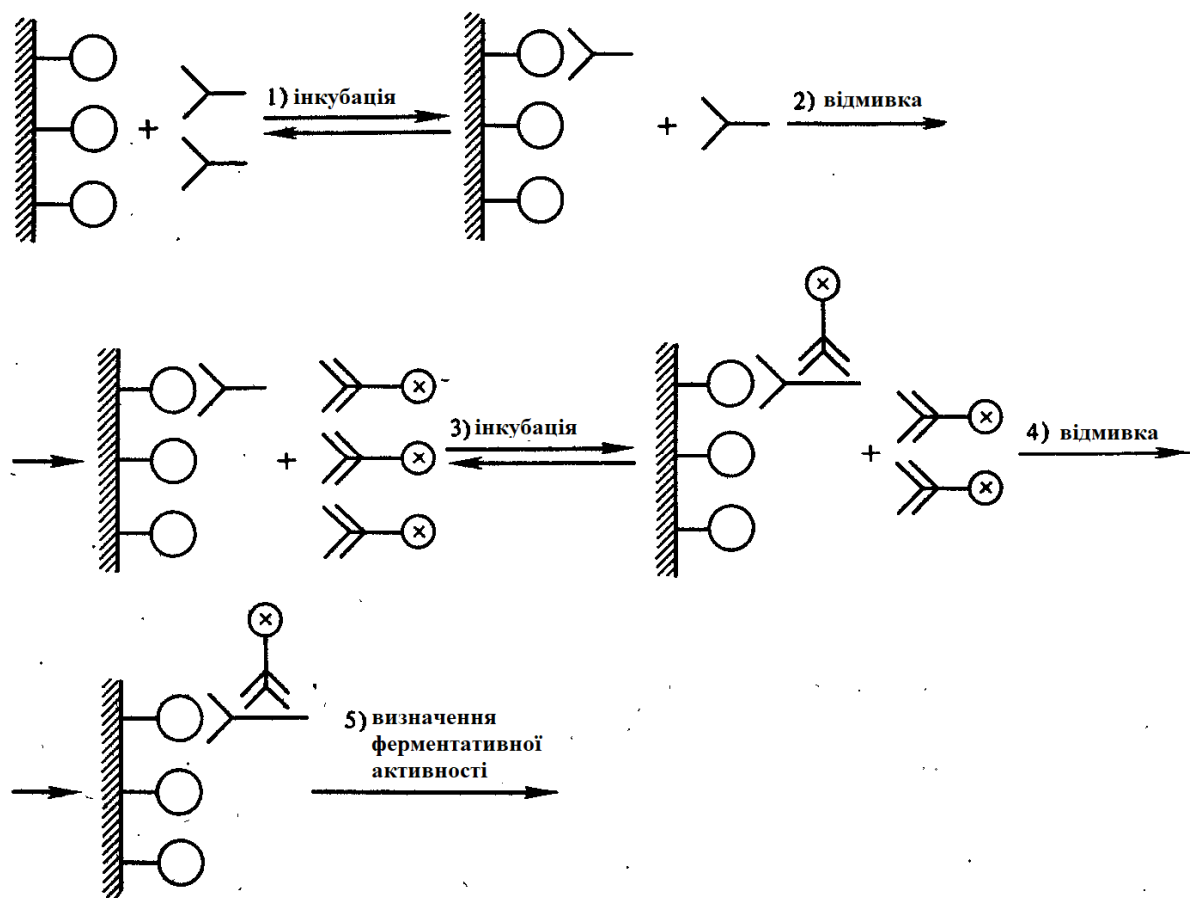 1) інкубація
2) відмивка
3) інкубація
4) відмивка
5) визначення
ферментативної
активності